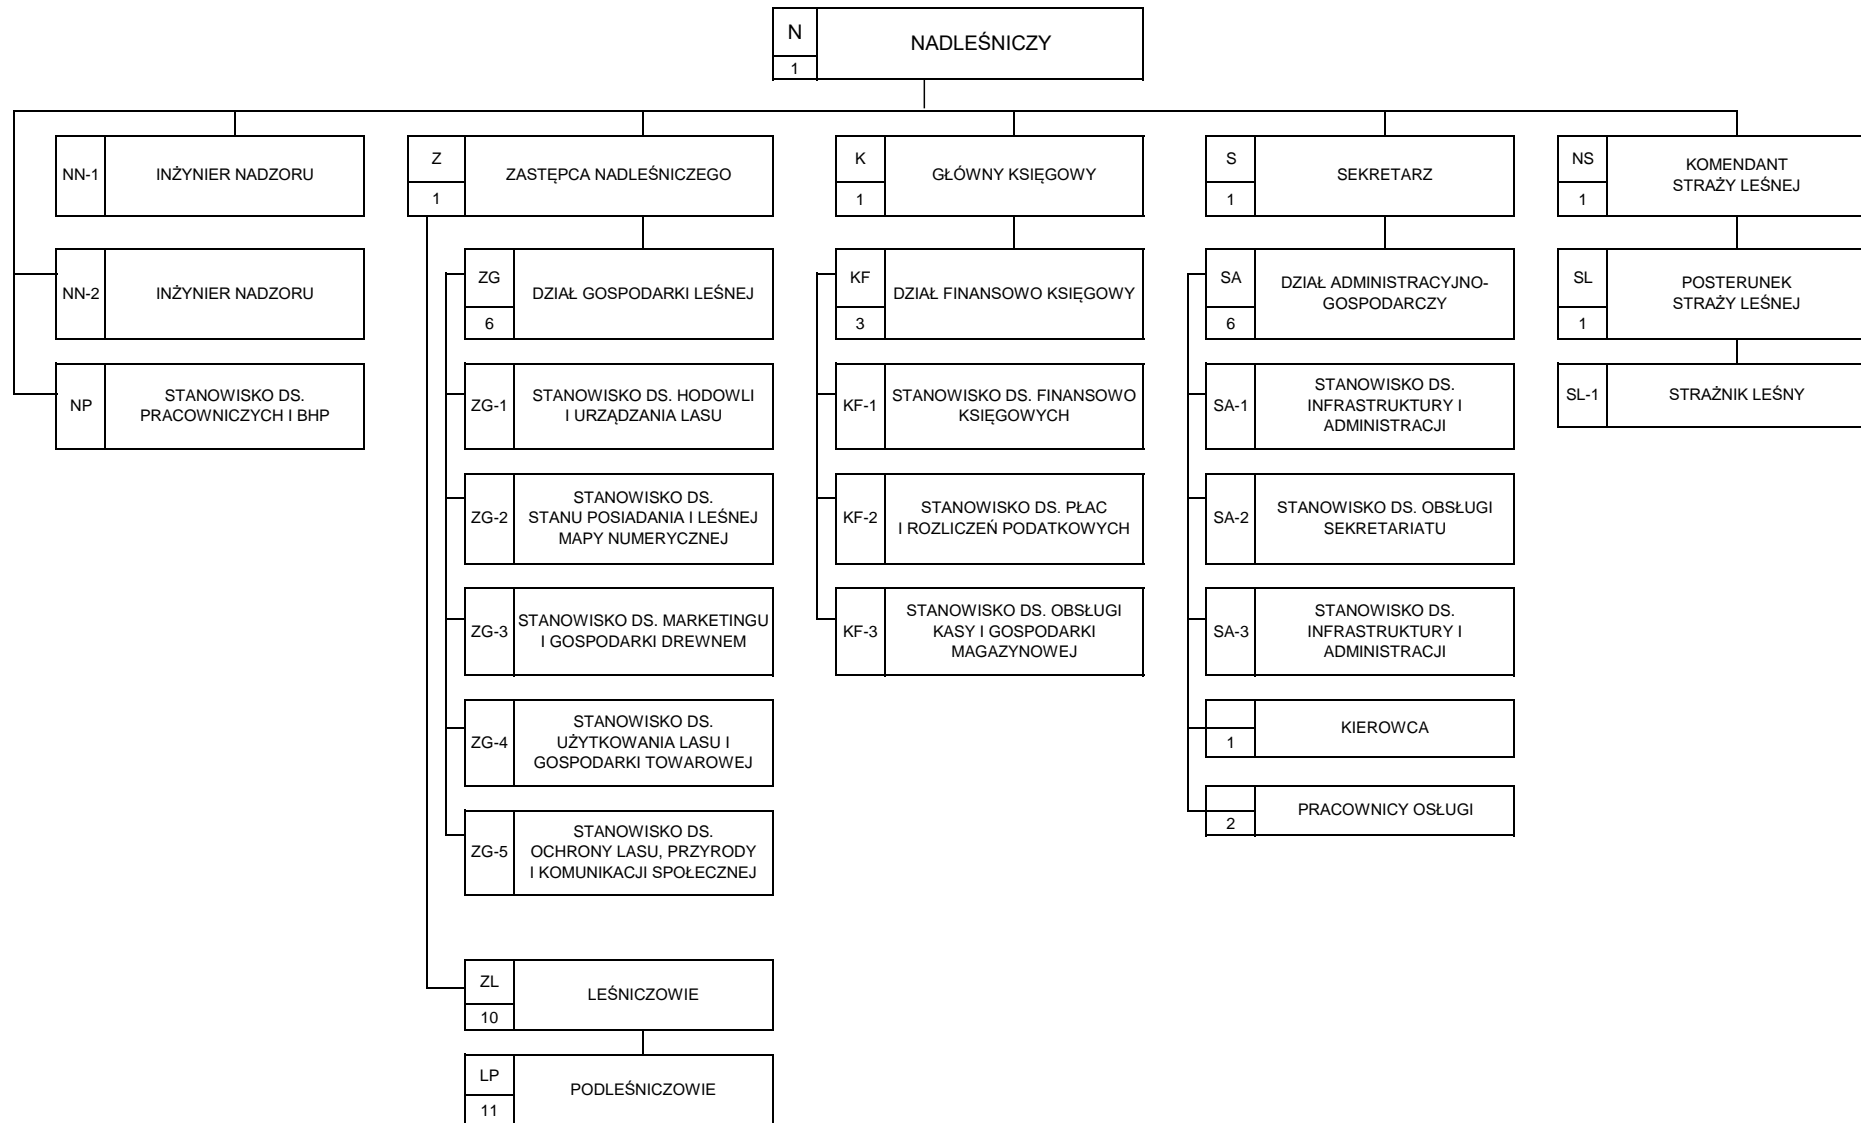 N
NADLEŚNICZY
1
NN-1
INŻYNIER NADZORU
NN-2
INŻYNIER NADZORU
NP
STANOWISKO DS.
PRACOWNICZYCH I BHP
Z
ZASTĘPCA NADLEŚNICZEGO
1
ZG
DZIAŁ GOSPODARKI LEŚNEJ
6
ZG-1
STANOWISKO DS. HODOWLI
I URZĄDZANIA LASU
ZG-2
STANOWISKO DS.
STANU POSIADANIA I LEŚNEJ
MAPY NUMERYCZNEJ
ZG-3
STANOWISKO DS. MARKETINGU
I GOSPODARKI DREWNEM
ZG-4
STANOWISKO DS.
UŻYTKOWANIA LASU I
GOSPODARKI TOWAROWEJ
ZG-5
STANOWISKO DS.
OCHRONY LASU, PRZYRODY
I KOMUNIKACJI SPOŁECZNEJ
ZL
LEŚNICZOWIE
10
LP
PODLEŚNICZOWIE
11
K
GŁÓWNY KSIĘGOWY
1
KF
DZIAŁ FINANSOWO KSIĘGOWY
3
KF-1
STANOWISKO DS. FINANSOWO
KSIĘGOWYCH
KF-2
STANOWISKO DS. PŁAC
I ROZLICZEŃ PODATKOWYCH
KF-3
STANOWISKO DS. OBSŁUGI
KASY I GOSPODARKI
MAGAZYNOWEJ
S
SEKRETARZ
1
SA
DZIAŁ ADMINISTRACYJNO-
GOSPODARCZY
6
SA-1
STANOWISKO DS.
INFRASTRUKTURY I
ADMINISTRACJI
SA-2
STANOWISKO DS. OBSŁUGI
SEKRETARIATU
SA-3
STANOWISKO DS.
INFRASTRUKTURY I
ADMINISTRACJI
KIEROWCA
1
PRACOWNICY OSŁUGI
2
NS
KOMENDANT
STRAŻY LEŚNEJ
1
SL
POSTERUNEK
STRAŻY LEŚNEJ
1
SL-1
STRAŻNIK LEŚNY